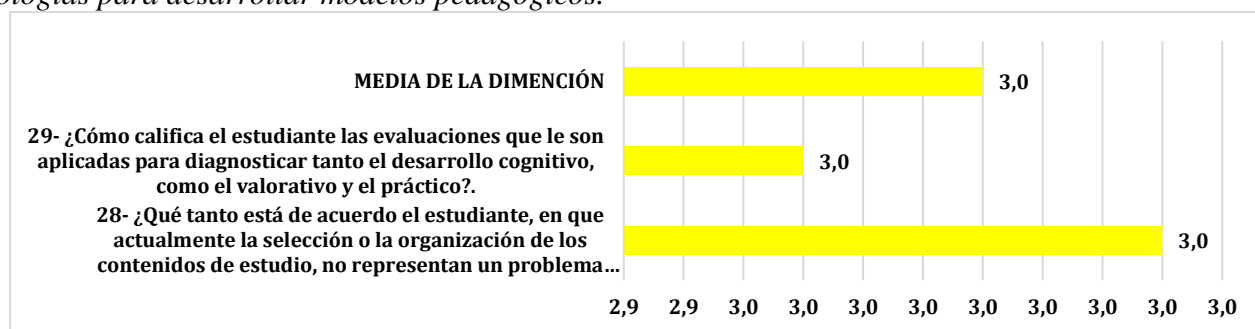 ologías para desarrollar modelos pedagógicos.
MEDIA DE LA DIMENCIÓN
3,0
29- ¿Cómo califica el estudiante las evaluaciones que le son
aplicadas para diagnosticar tanto el desarrollo cognitivo,
como el valorativo y el práctico?.
3,0
28- ¿Qué tanto está de acuerdo el estudiante, en que
actualmente la selección o la organización de los
contenidos de estudio, no representan un problema…
3,0
2,9 2,9 3,0 3,0 3,0 3,0 3,0 3,0 3,0 3,0 3,0